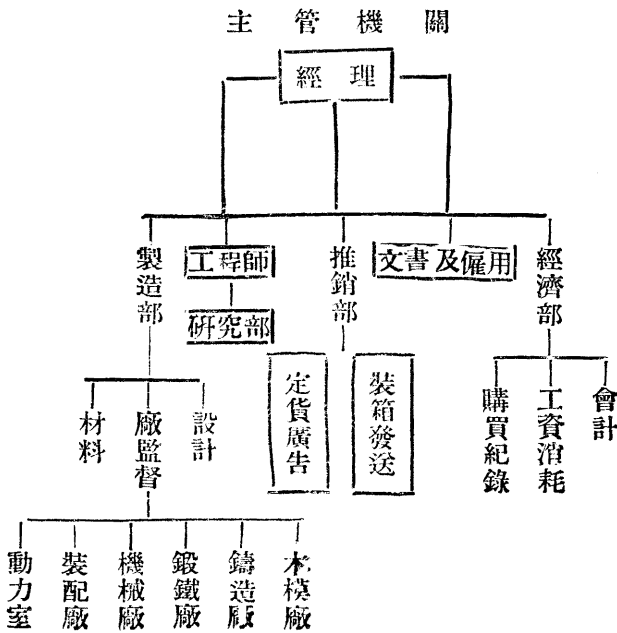 主管機關
經理
經濟部
文書及僱用
推銷部
工程師
製造部
研究部
會計
工資消耗
購買紀錄
裝箱發送
定貨廣告
設計
廠監督
材料
木模廠
鑄造廠
鍛鐵廠
機械廠
裝配廠
動力室